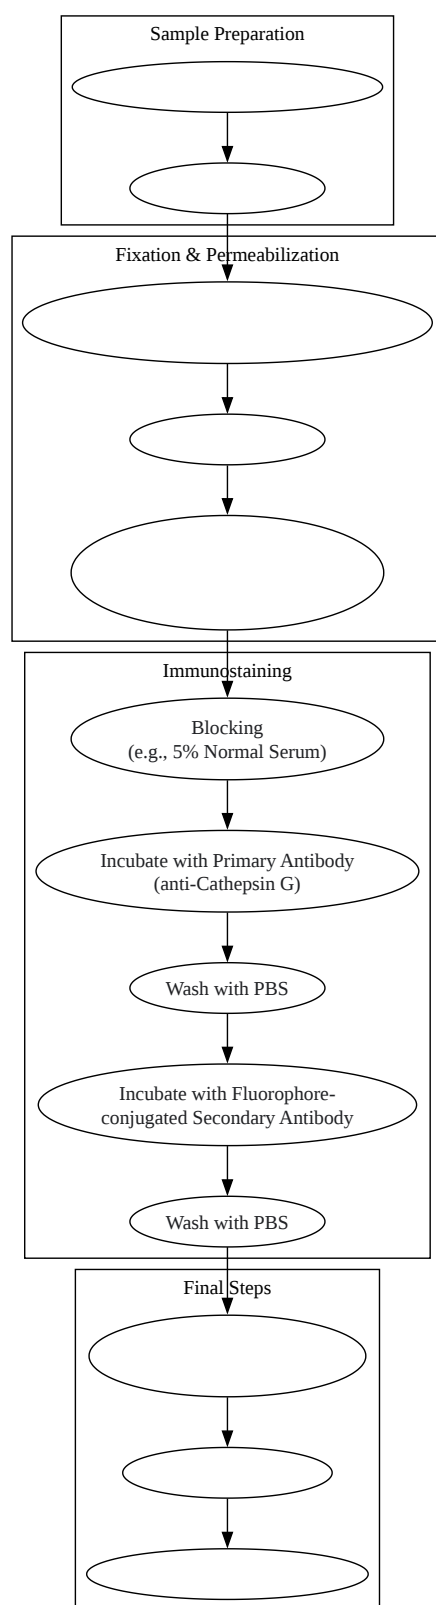 Sample Preparation
Fixation & Permeabilization
Immunostaining
Blocking
(e.g., 5% Normal Serum)
Incubate with Primary Antibody
(anti-Cathepsin G)
Wash with PBS
Incubate with Fluorophore-
conjugated Secondary Antibody
Wash with PBS
Final Steps